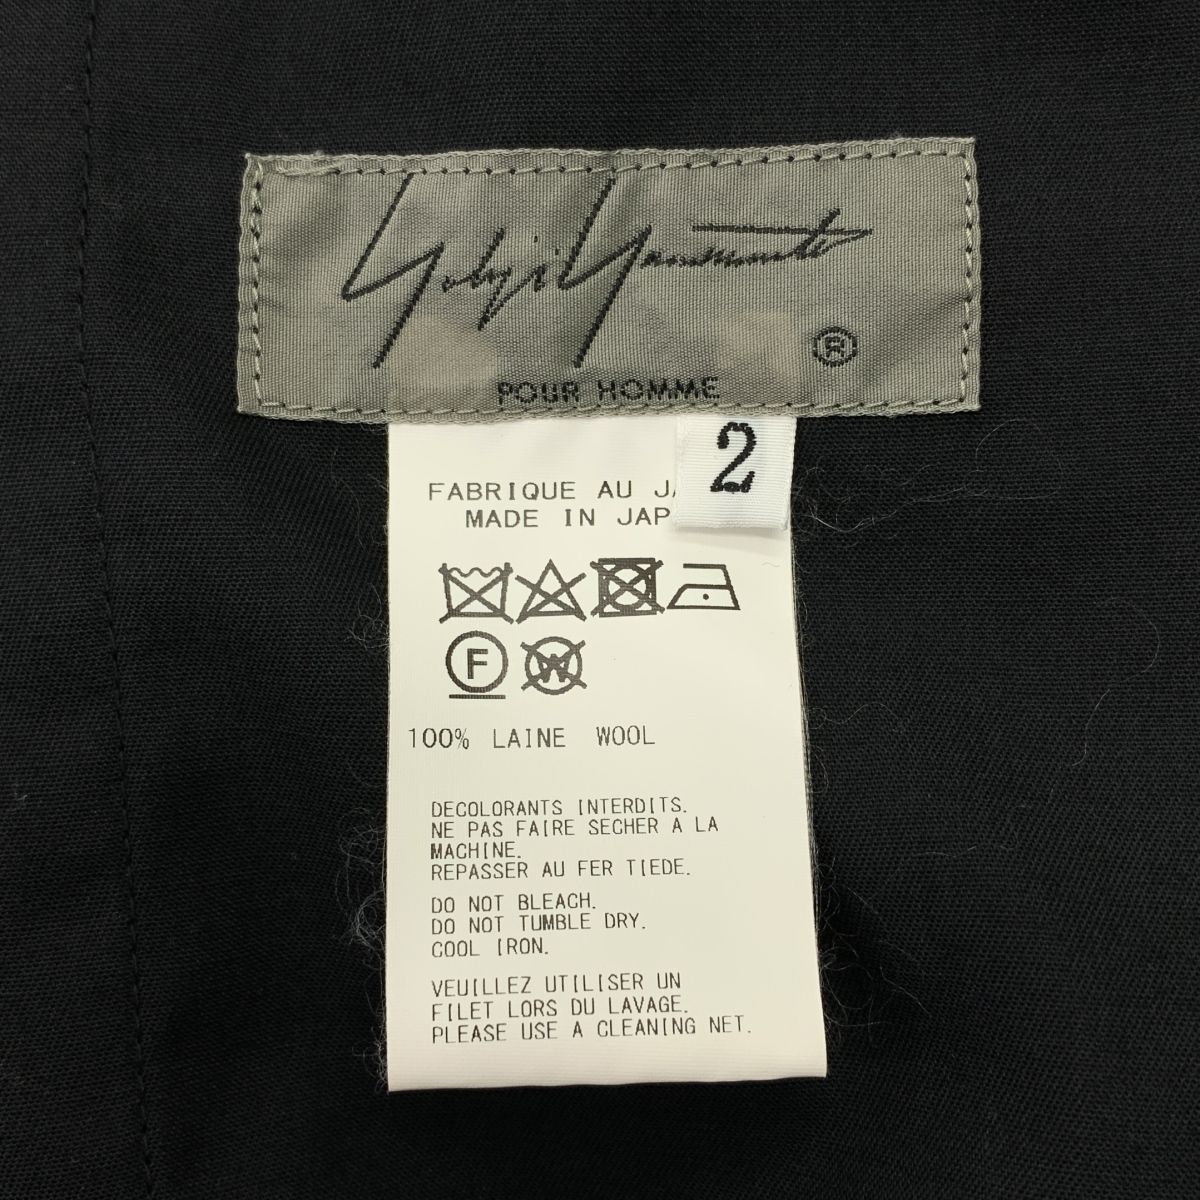 Yohji Yamamoto
®
POUR HOMME
2
FABRIQUE AU JA
MADE IN JAP
F
W
100% LAINE WOOL
DECOLORANTS INTERDITS.
NE PAS FAIRE SECHER A LA
MACHINE.
REPASSER AU FER TIEDE.
DO NOT BLEACH.
DO NOT TUMBLE DRY.
COOL IRON.
VEUILLEZ UTILISER UN
FILET LORS DU LAVAGE.
PLEASE USE A CLEANING NET.